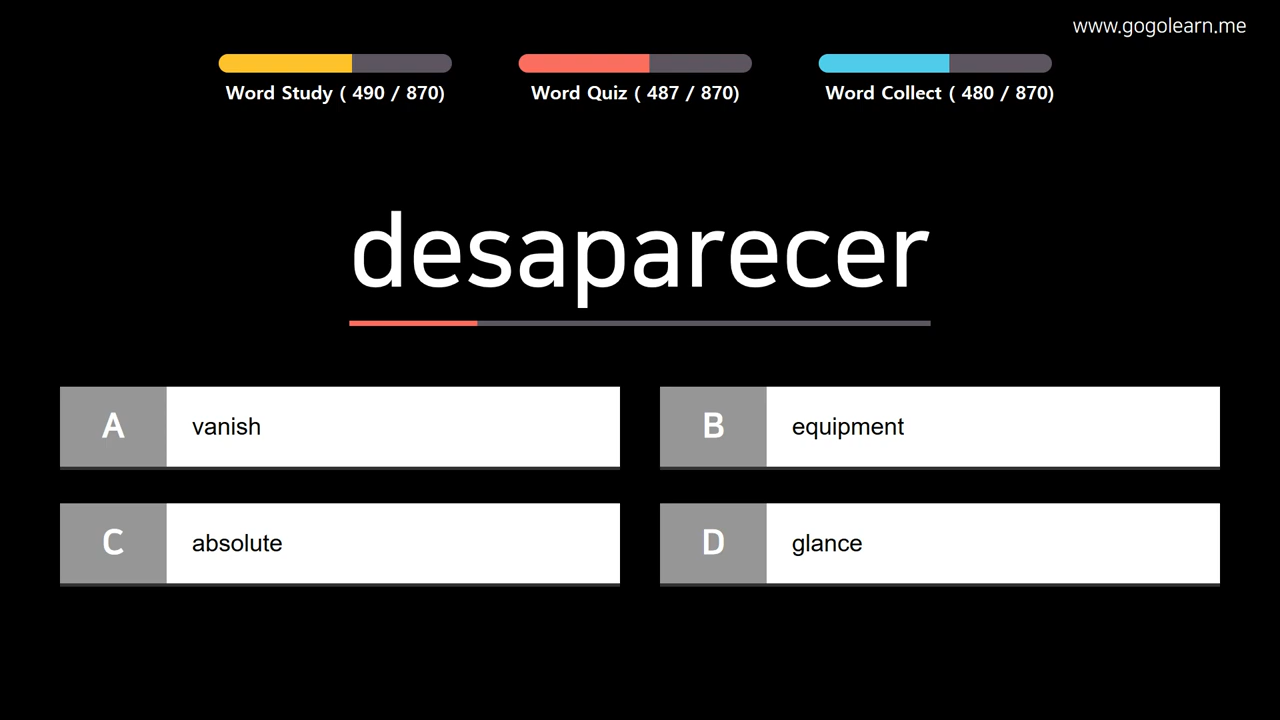 www.gogolearn.me
Word Study ( 490 / 870)
Word Quiz ( 487 / 870)
Word Collect ( 480 / 870)
desaparecer
A vanish
B equipment
C absolute
D glance